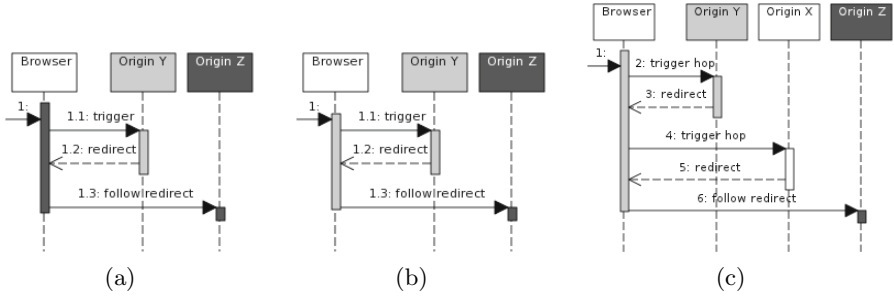 Browser Origin Y Origin Z
1:
1.1: trigger
1.2: redirect
1.3: follow redirect
(a)
Browser Origin Y Origin Z
1:
1.1: trigger
1.2: redirect
1.3: follow redirect
(b)
Browser Origin Y Origin X Origin Z
1:
2: trigger hop
3: redirect
4: trigger hop
5: redirect
6: follow redirect
(c)